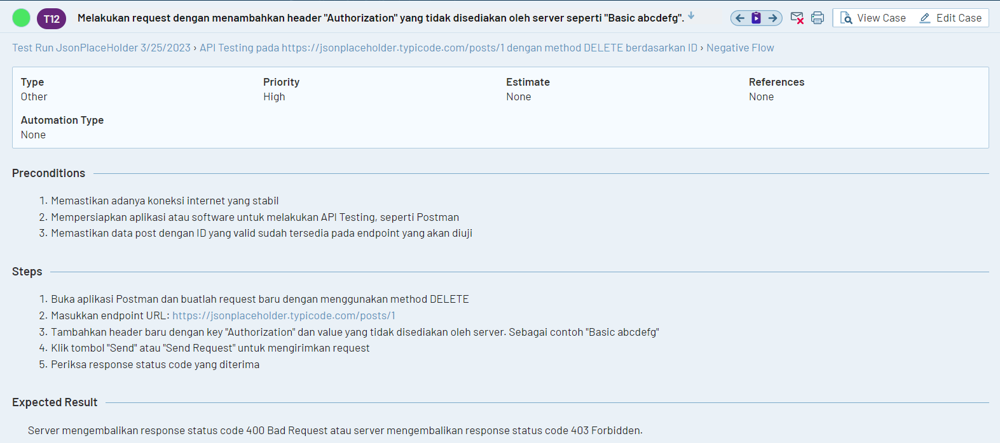 T12 Melakukan request dengan menambahkan header "Authorization" yang tidak disediakan oleh server seperti "Basic abcdefg". View Case Edit Case
Test Run JsonPlaceHolder 3/25/2023 › API Testing pada https://jsonplaceholder.typicode.com/posts/1 dengan method DELETE berdasarkan ID › Negative Flow
Type Priority Estimate References
Other High None None
Automation Type
None
Preconditions
1. Memastikan adanya koneksi internet yang stabil
2. Mempersiapkan aplikasi atau software untuk melakukan API Testing, seperti Postman
3. Memastikan data post dengan ID yang valid sudah tersedia pada endpoint yang akan diuji
Steps
1. Buka aplikasi Postman dan buatlah request baru dengan menggunakan method DELETE
2. Masukkan endpoint URL: https://jsonplaceholder.typicode.com/posts/1
3. Tambahkan header baru dengan key "Authorization" dan value yang tidak disediakan oleh server. Sebagai contoh "Basic abcdefg"
4. Klik tombol "Send" atau "Send Request" untuk mengirimkan request
5. Periksa response status code yang diterima
Expected Result
Server mengembalikan response status code 400 Bad Request atau server mengembalikan response status code 403 Forbidden.